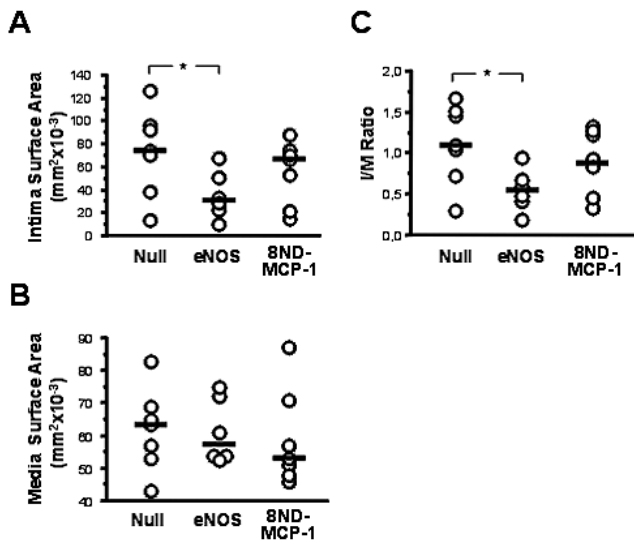 A
Intima Surface Area
(mm²x10⁻³)
140
120
100
80
60
40
20
0
*
Null
eNOS
8ND-
MCP-1
C
I/M Ratio
2,0
1,5
1,0
0,5
0,0
*
Null
eNOS
8ND-
MCP-1
B
Media Surface Area
(mm²x10⁻³)
90
80
70
60
50
40
Null
eNOS
8ND-
MCP-1